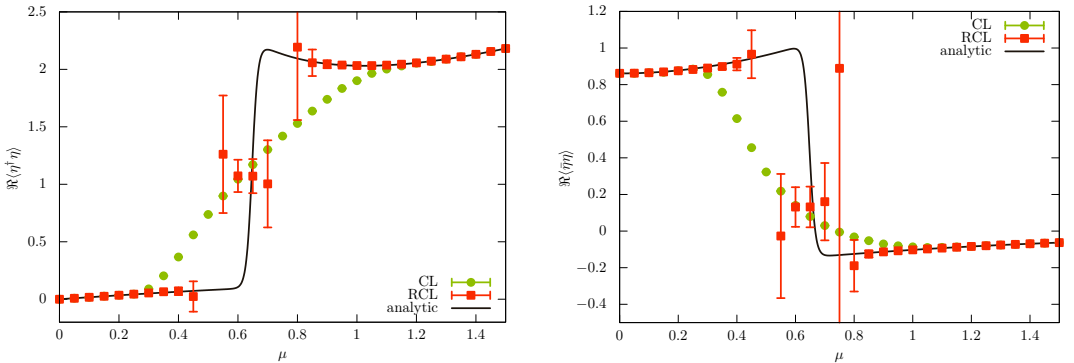 ℜ⟨η†η⟩
2.5
2
1.5
1
0.5
0
0 0.2 0.4 0.6 0.8 1 1.2 1.4
μ
CL
RCL
analytic
ℜ⟨η̄η⟩
1.2
1
0.8
0.6
0.4
0.2
0
−0.2
−0.4
0 0.2 0.4 0.6 0.8 1 1.2 1.4
μ
CL
RCL
analytic